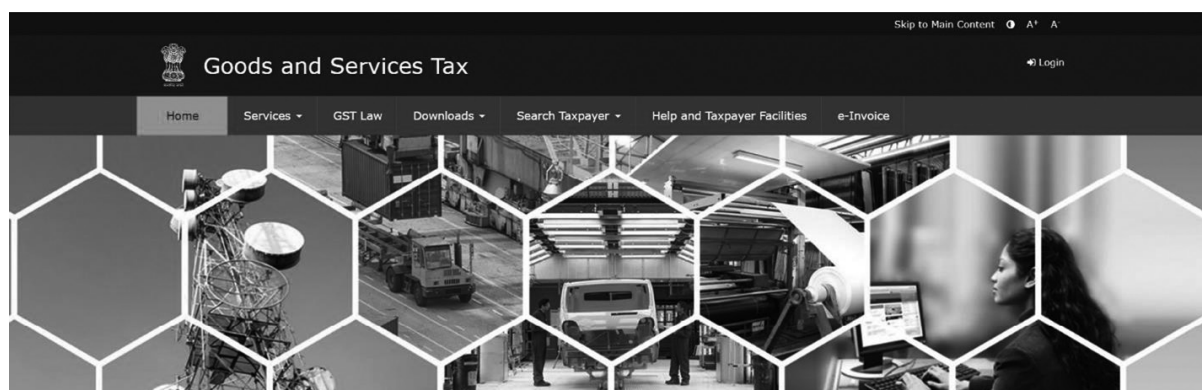 Skip to Main Content A⁺ A⁻
Goods and Services Tax
Login
Home Services GST Law Downloads Search Taxpayer Help and Taxpayer Facilities e-Invoice